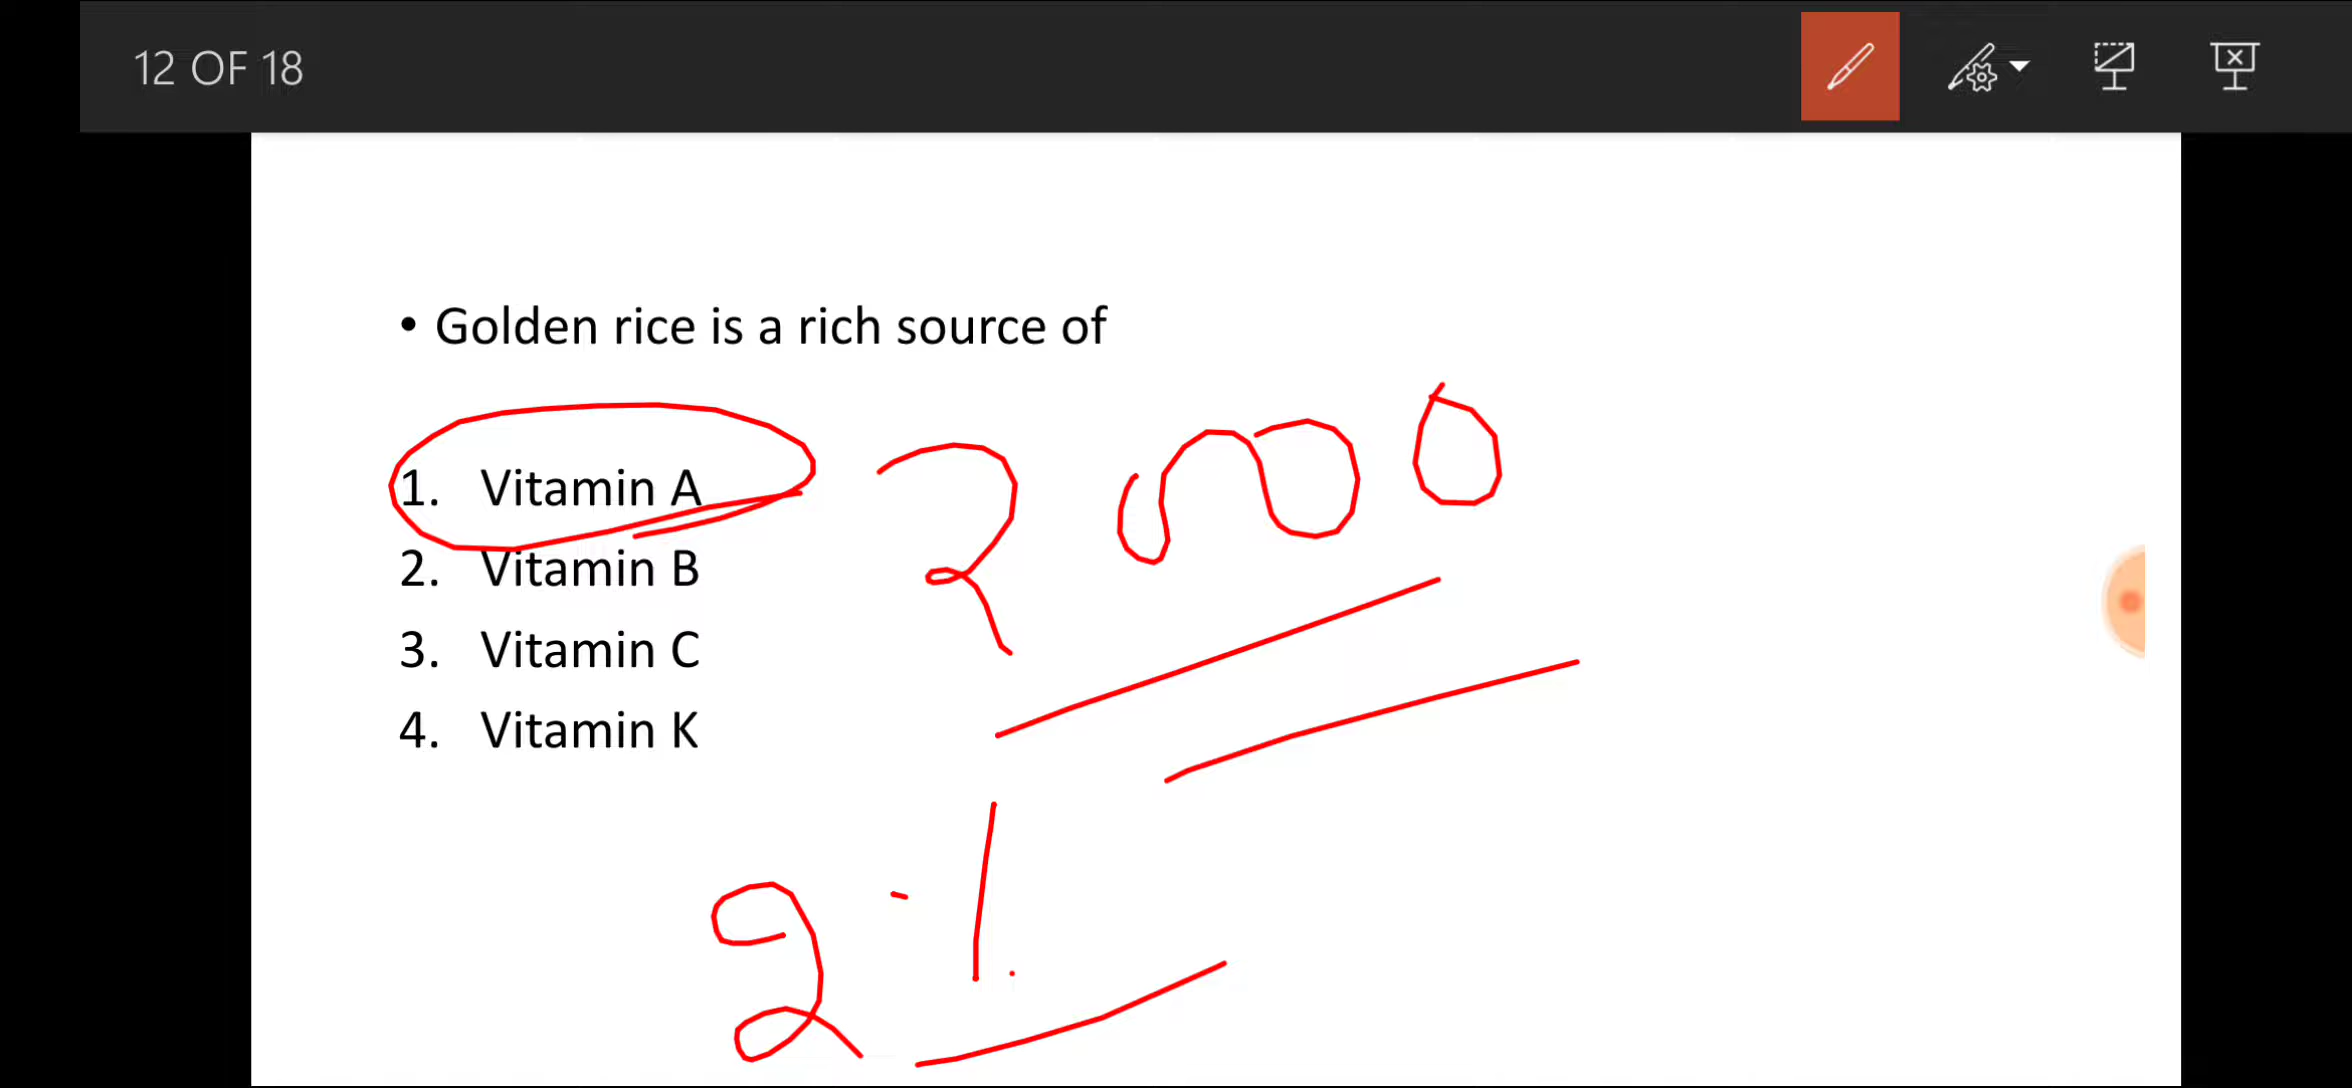 12 OF 18
• Golden rice is a rich source of
1. Vitamin A
2. Vitamin B
3. Vitamin C
4. Vitamin K
2000
2%